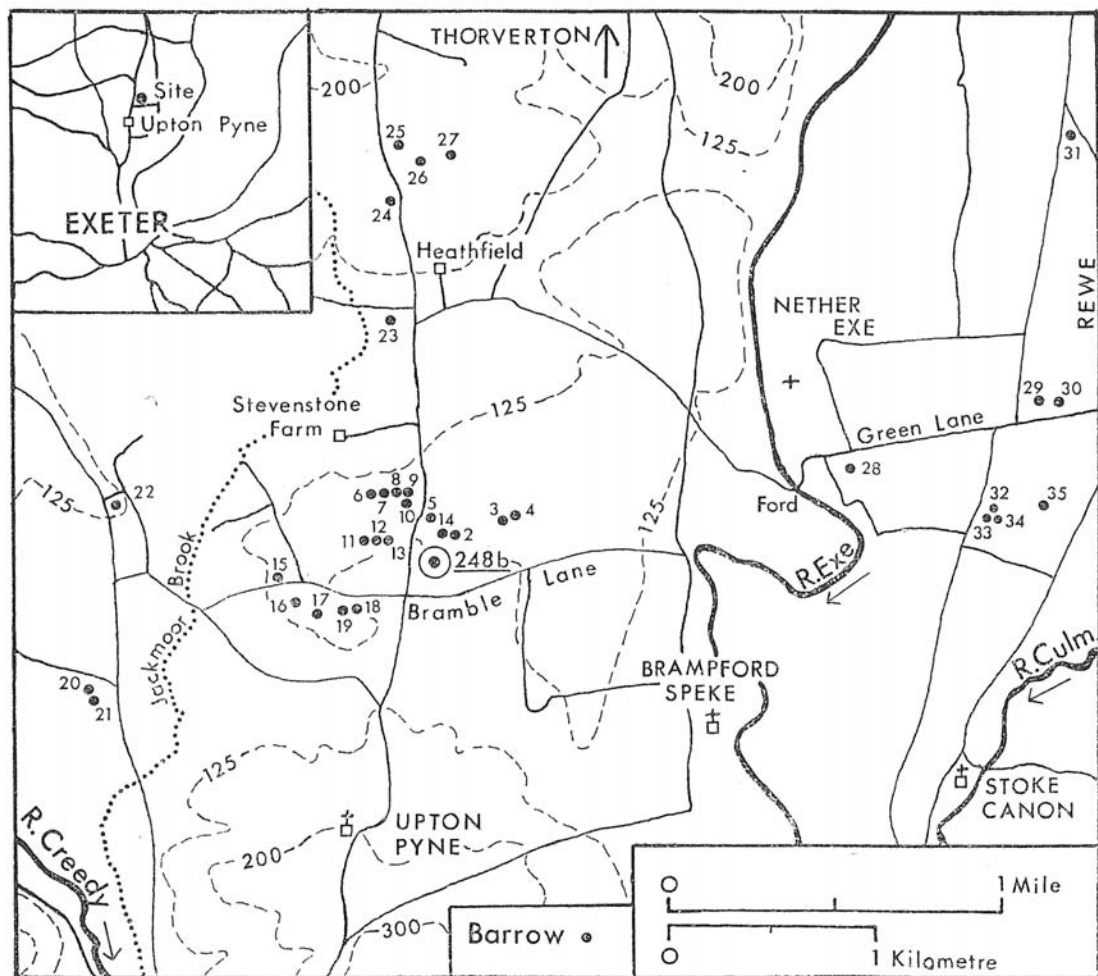 Site
Upton Pyne
EXETER
THORVERTON
200
200
125
25
27
26
24
31
Heathfield
NETHER
EXE
REWE
23
29
30
125
Stevenstone
Farm
Green Lane
28
22
125
6
7
8
9
10
5
14
2
3
4
125
Ford
32
33
34
35
11
12
13
248b
15
16
17
19
18
Bramble Lane
R.Exe
Jackmoor Brook
BRAMPFORD
SPEKE
R.Culm
20
21
125
STOKE
CANON
UPTON
PYNE
200
R.Creedy
300
Barrow
0
1 Mile
0
1 Kilometre